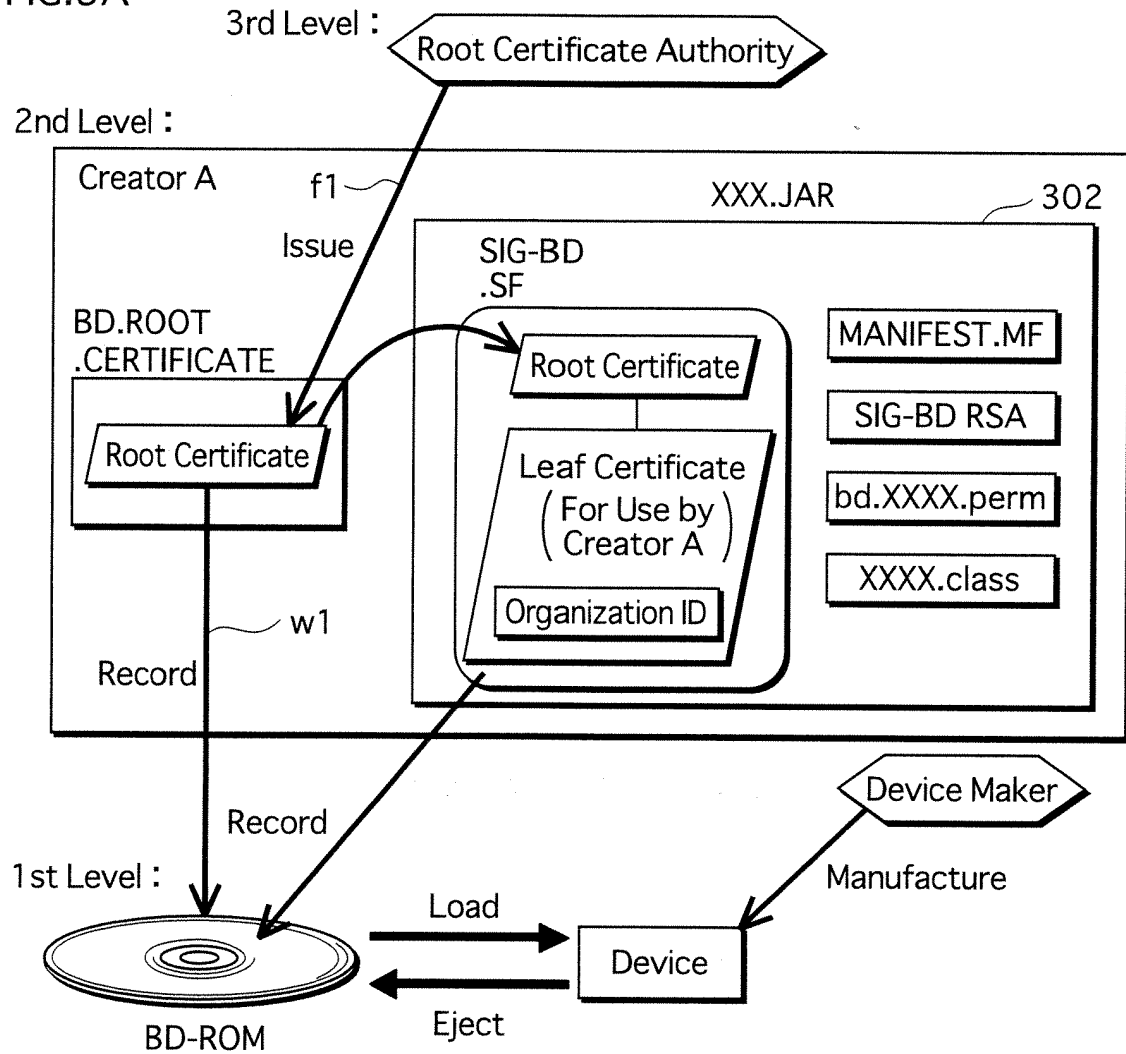 3rd Level :
Root Certificate Authority
2nd Level :
Creator A
f1
XXX.JAR
302
Issue
SIG-BD
.SF
BD.ROOT
.CERTIFICATE
Root Certificate
MANIFEST.MF
Root Certificate
SIG-BD RSA
Leaf Certificate
(For Use by
Creator A)
bd.XXXX.perm
XXXX.class
Organization ID
w1
Record
Device Maker
Record
1st Level :
Manufacture
Load
Device
Eject
BD-ROM